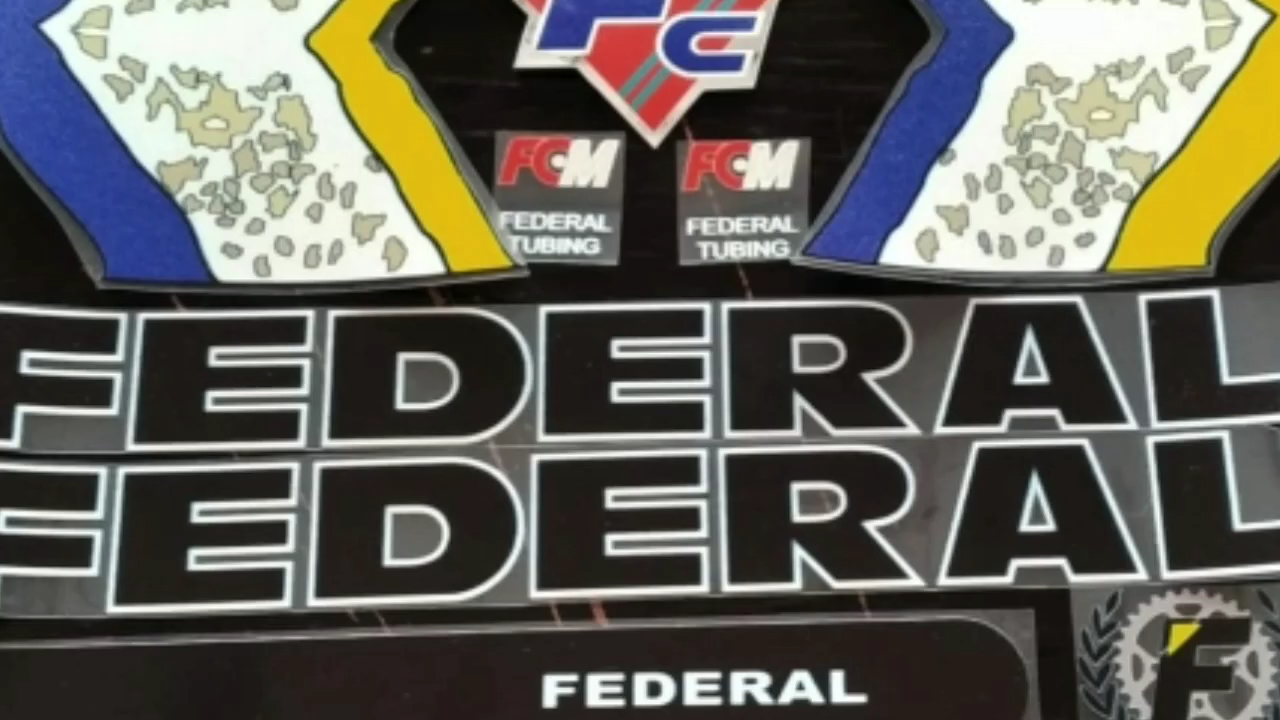 FC
FCM
FEDERAL
TUBING
FCM
FEDERAL
TUBING
FEDERAL
FEDERAL
FEDERAL
F